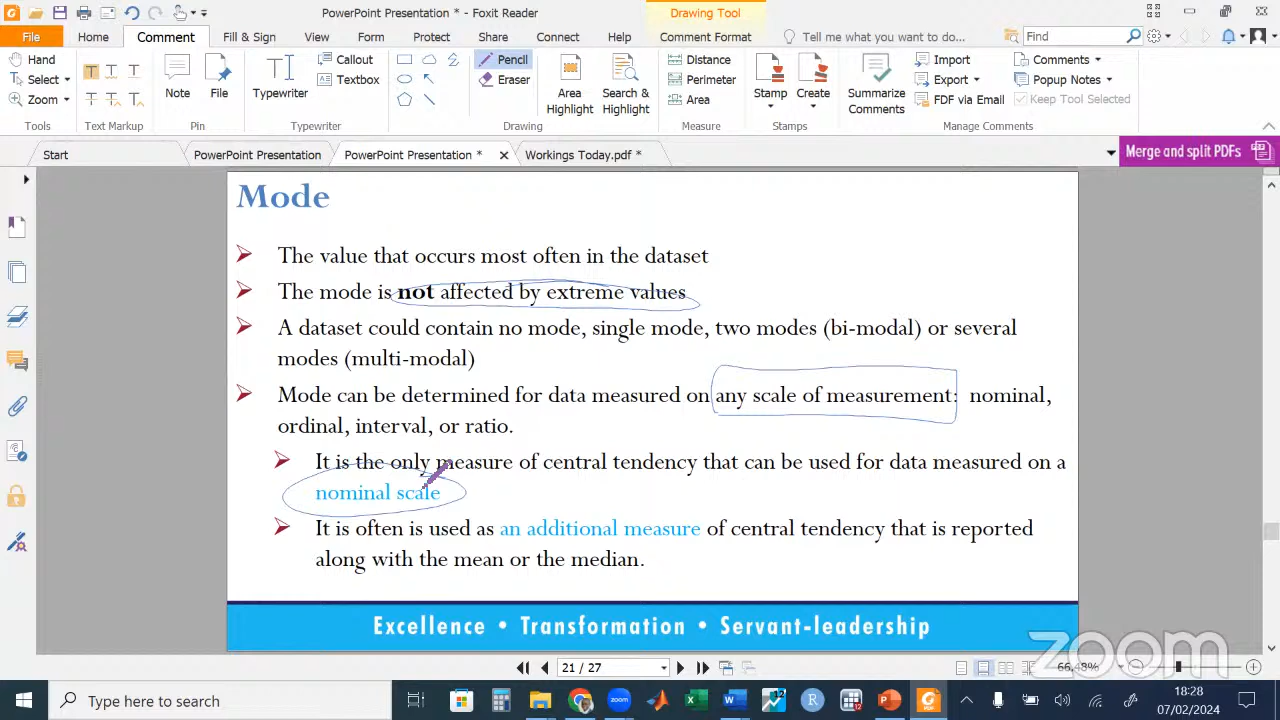 PowerPoint Presentation * - Foxit Reader
Drawing Tool
File
Home
Comment
Fill & Sign
View
Form
Protect
Share
Connect
Help
Comment Format
Tell me what you want to do...
Find
Hand
Select
Zoom
Tools
Text Markup
Note
File
Pin
Typewriter
Callout
Textbox
Typewriter
Pencil
Eraser
Area
Highlight
Search &
Highlight
Drawing
Distance
Perimeter
Area
Measure
Stamp
Create
Stamps
Summarize
Comments
Import
Export
FDF via Email
Comments
Popup Notes
Keep Tool Selected
Manage Comments
Start
PowerPoint Presentation
PowerPoint Presentation *
Workings Today.pdf *
Merge and split PDFs
Mode
The value that occurs most often in the dataset
The mode is not affected by extreme values
A dataset could contain no mode, single mode, two modes (bi-modal) or several
modes (multi-modal)
Mode can be determined for data measured on any scale of measurement: nominal,
ordinal, interval, or ratio.
It is the only measure of central tendency that can be used for data measured on a
nominal scale
It is often is used as an additional measure of central tendency that is reported
along with the mean or the median.
Excellence • Transformation • Servant-leadership
zoom
21 / 27
66.48%
Type here to search
18:28
07/02/2024